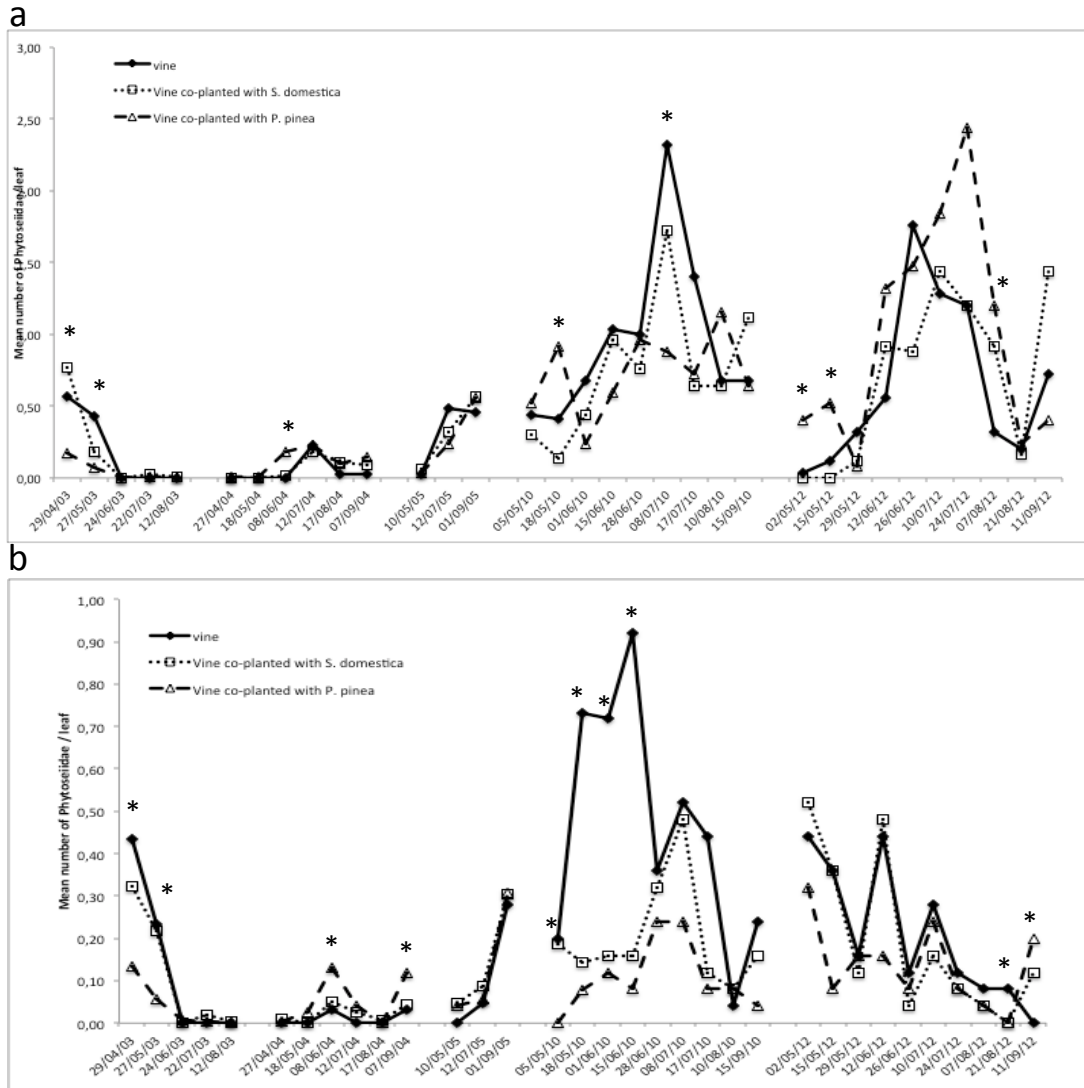 a
3,00
2,50
2,00
1,50
1,00
0,50
0,00
Mean number of Phytoseiidae/leaf
vine
Vine co-planted with S. domestica
Vine co-planted with P. pinea
* * * * * * * *
29/04/03 27/05/03 24/06/03 22/07/03 12/08/03 27/04/04 18/05/04 08/06/04 12/07/04 17/08/04 07/09/04 10/05/05 12/07/05 01/09/05 05/05/10 18/05/10 01/06/10 15/06/10 28/06/10 08/07/10 17/07/10 10/08/10 15/09/10 02/05/12 15/05/12 29/05/12 12/06/12 26/06/12 10/07/12 24/07/12 07/08/12 21/08/12 11/09/12
b
1,00
0,90
0,80
0,70
0,60
0,50
0,40
0,30
0,20
0,10
0,00
Mean number of Phytoseiidae / leaf
vine
Vine co-planted with S. domestica
Vine co-planted with P. pinea
* * * * * * * * * *
29/04/03 27/05/03 24/06/03 22/07/03 12/08/03 27/04/04 18/05/04 08/06/04 12/07/04 17/08/04 07/09/04 10/05/05 12/07/05 01/09/05 05/05/10 18/05/10 01/06/10 15/06/10 28/06/10 08/07/10 17/07/10 10/08/10 15/09/10 02/05/12 15/05/12 29/05/12 12/06/12 26/06/12 10/07/12 24/07/12 07/08/12 21/08/12 11/09/12